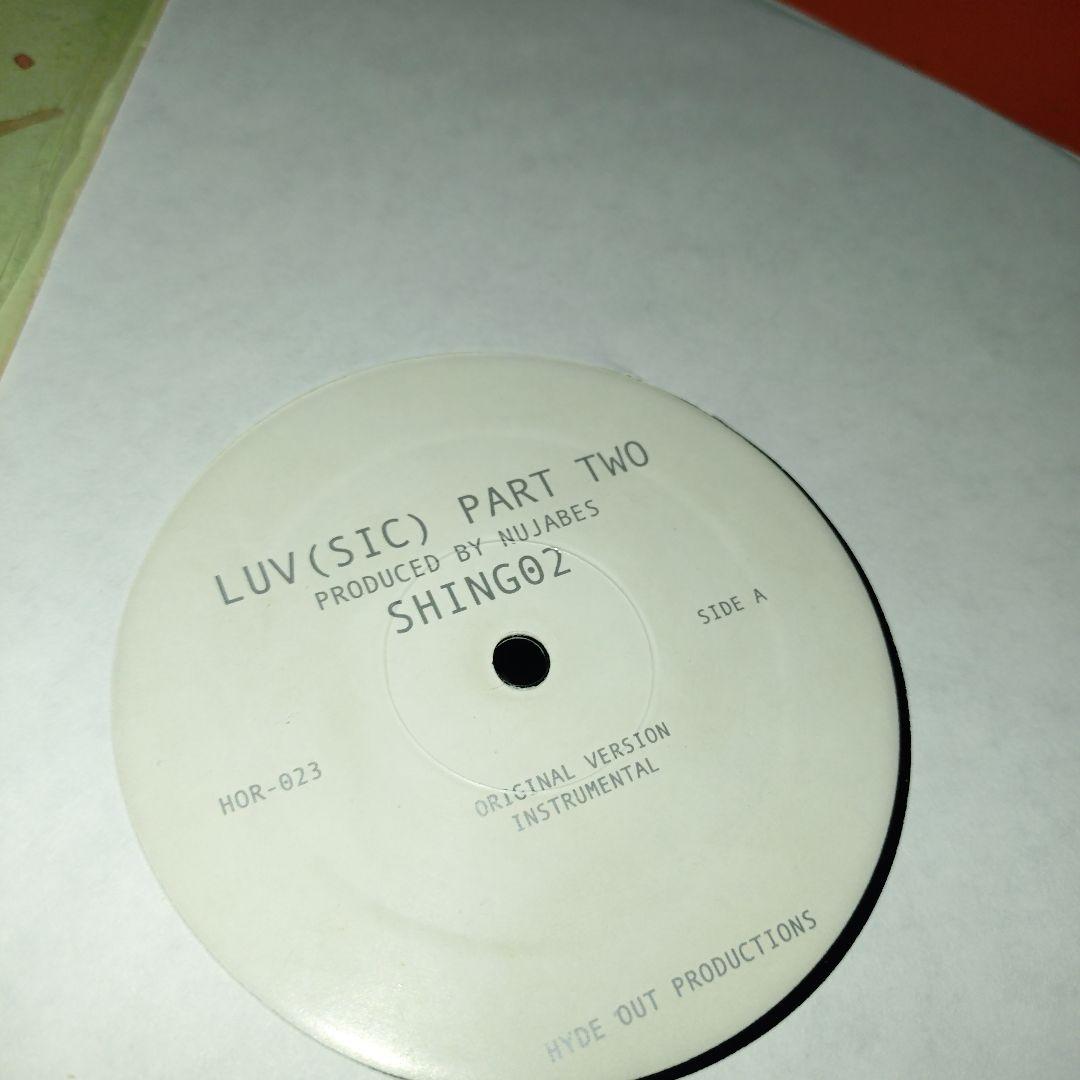 LUV(SIC) PART TWO
PRODUCED BY NUJABES
SHING02
SIDE A
HOR-023
ORIGINAL VERSION
INSTRUMENTAL
HYDE OUT PRODUCTIONS